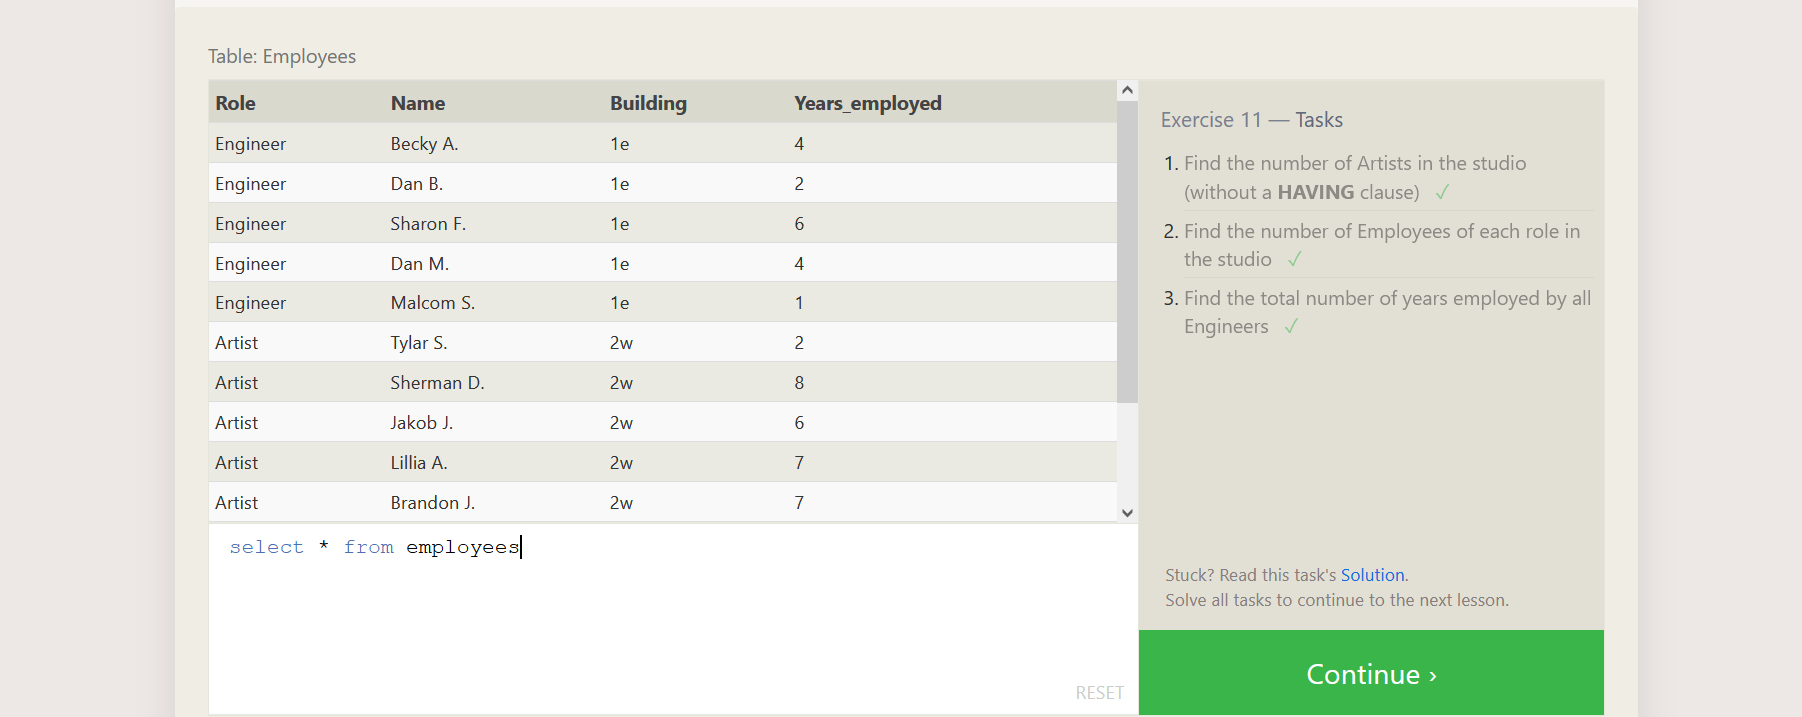 Table: Employees
Role Name Building Years_employed
Engineer Becky A. 1e 4
Engineer Dan B. 1e 2
Engineer Sharon F. 1e 6
Engineer Dan M. 1e 4
Engineer Malcom S. 1e 1
Artist Tylar S. 2w 2
Artist Sherman D. 2w 8
Artist Jakob J. 2w 6
Artist Lillia A. 2w 7
Artist Brandon J. 2w 7
select * from employees
RESET
Exercise 11 — Tasks
1. Find the number of Artists in the studio
(without a HAVING clause) ✓
2. Find the number of Employees of each role in
the studio ✓
3. Find the total number of years employed by all
Engineers ✓
Stuck? Read this task's Solution.
Solve all tasks to continue to the next lesson.
Continue ›